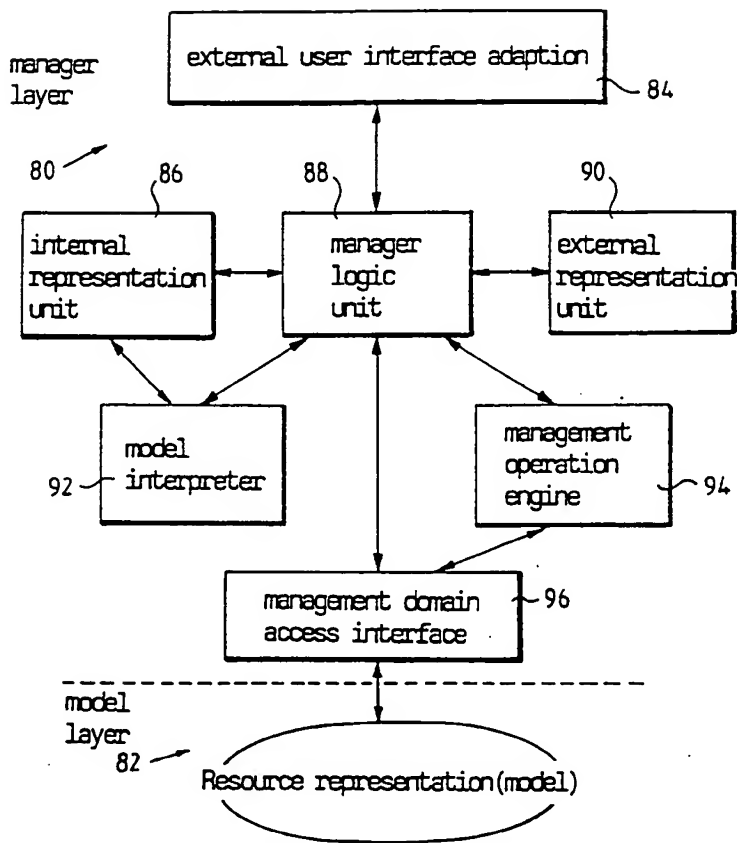 external user interface adaption
manager
layer
84
80
86
88
90
internal
representation
unit
manager
logic
unit
external
representation
unit
model
interpreter
92
management
operation
engine
94
management domain
access interface
96
model
layer
82
Resource representation(model)